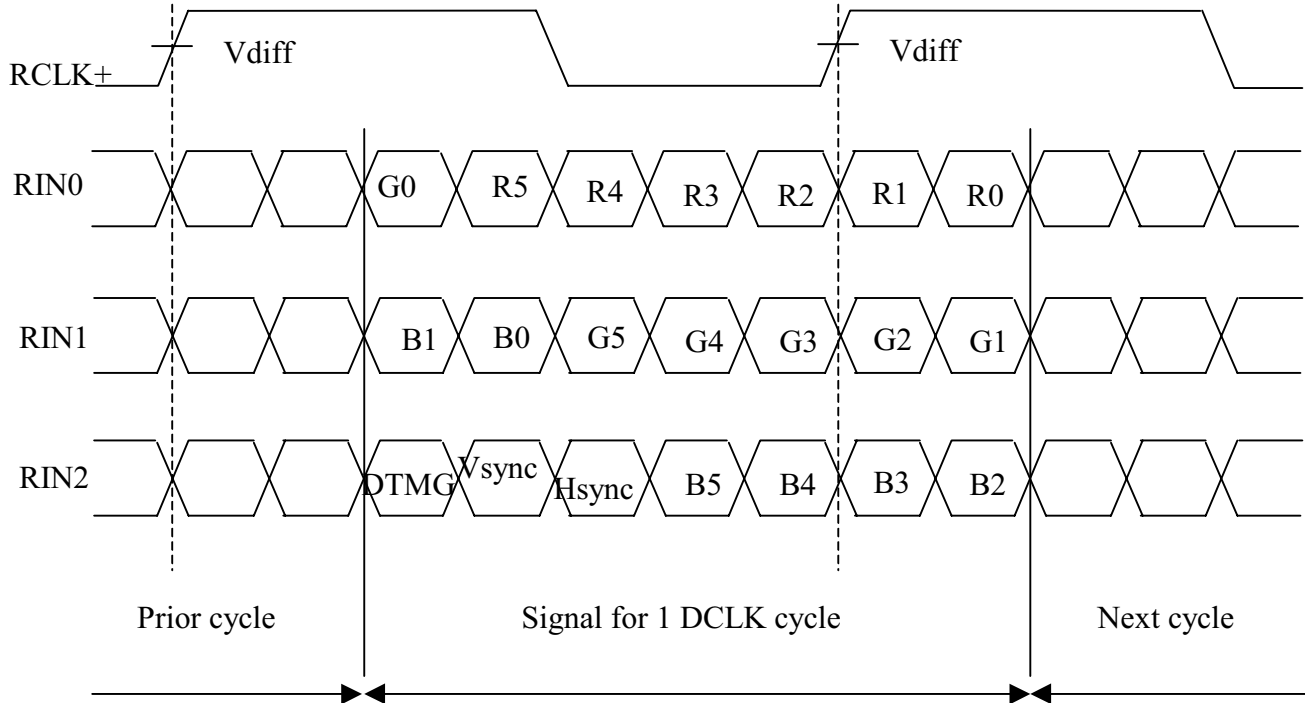 RCLK+ Vdiff Vdiff
RIN0 G0 R5 R4 R3 R2 R1 R0
RIN1 B1 B0 G5 G4 G3 G2 G1
RIN2 DTMG Vsync Hsync B5 B4 B3 B2
Prior cycle Signal for 1 DCLK cycle Next cycle